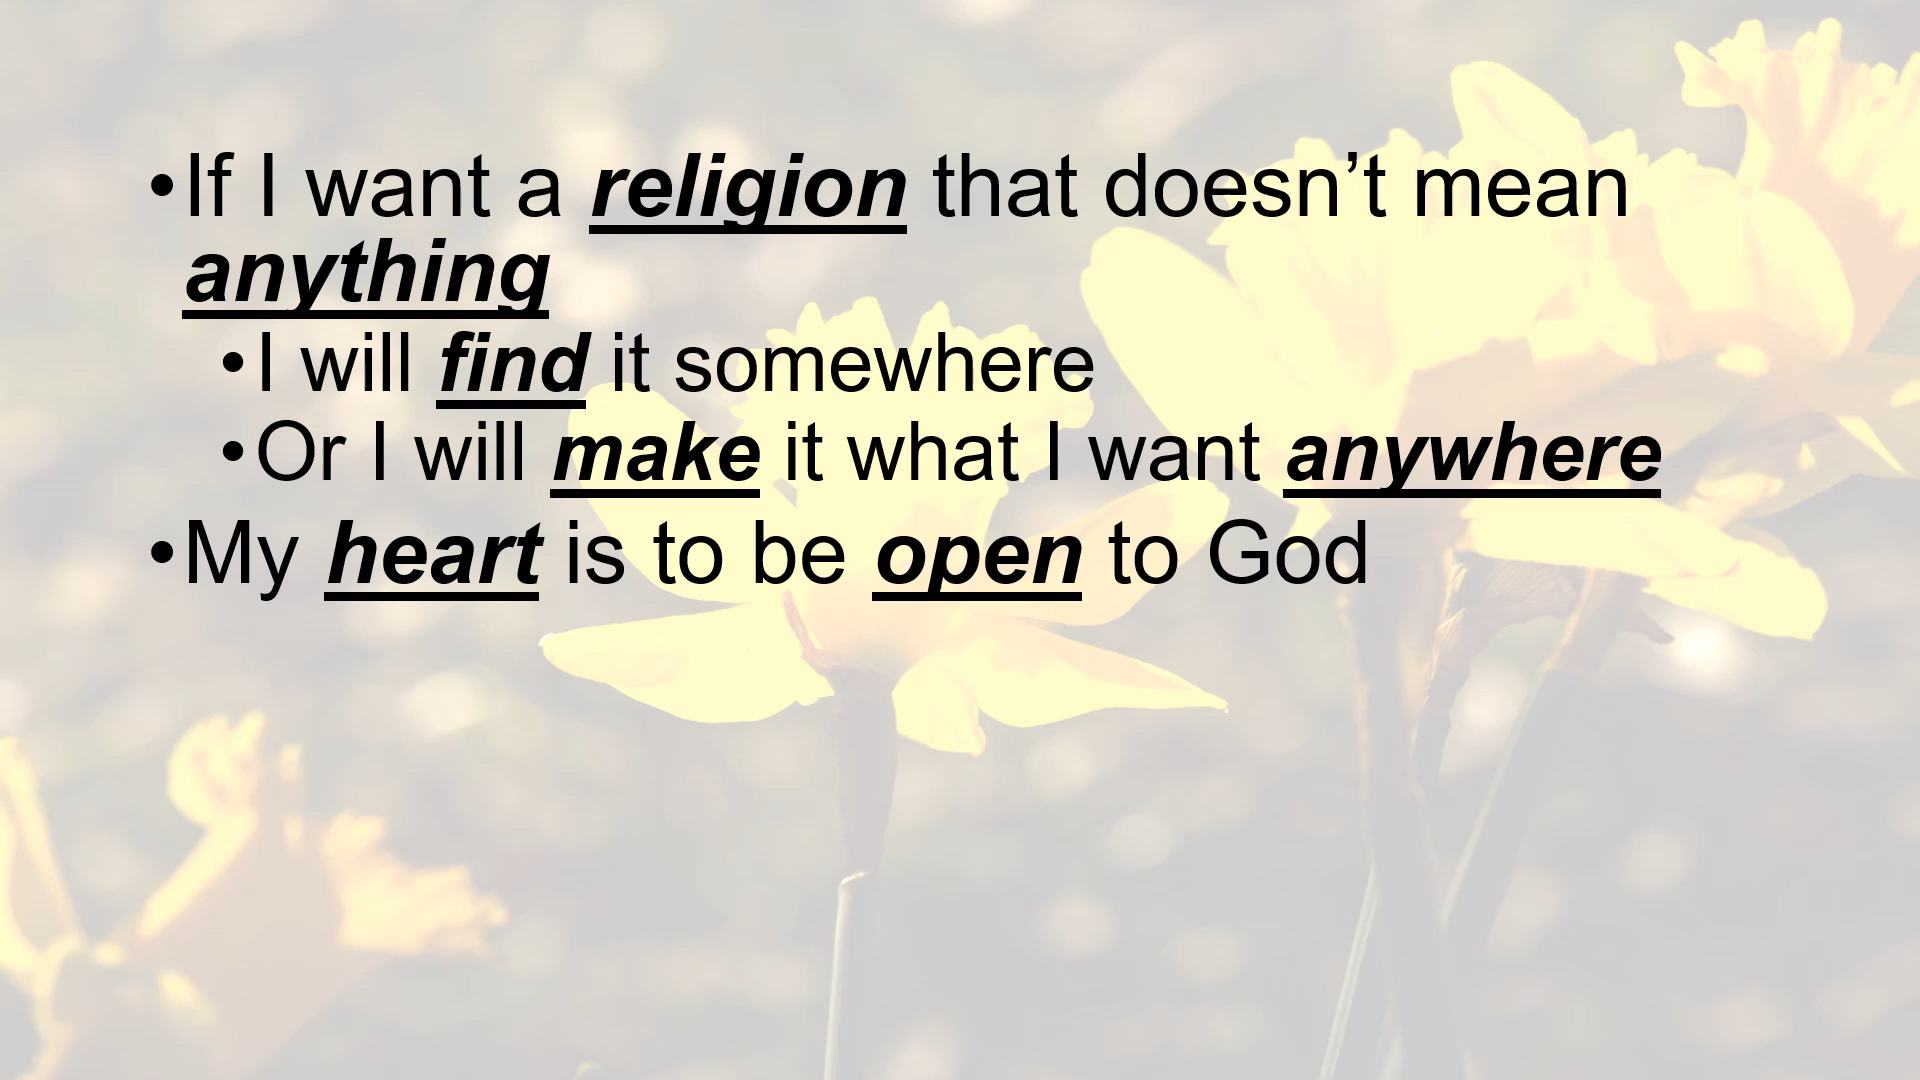 •If I want a religion that doesn’t mean
anything
•I will find it somewhere
•Or I will make it what I want anywhere
•My heart is to be open to God